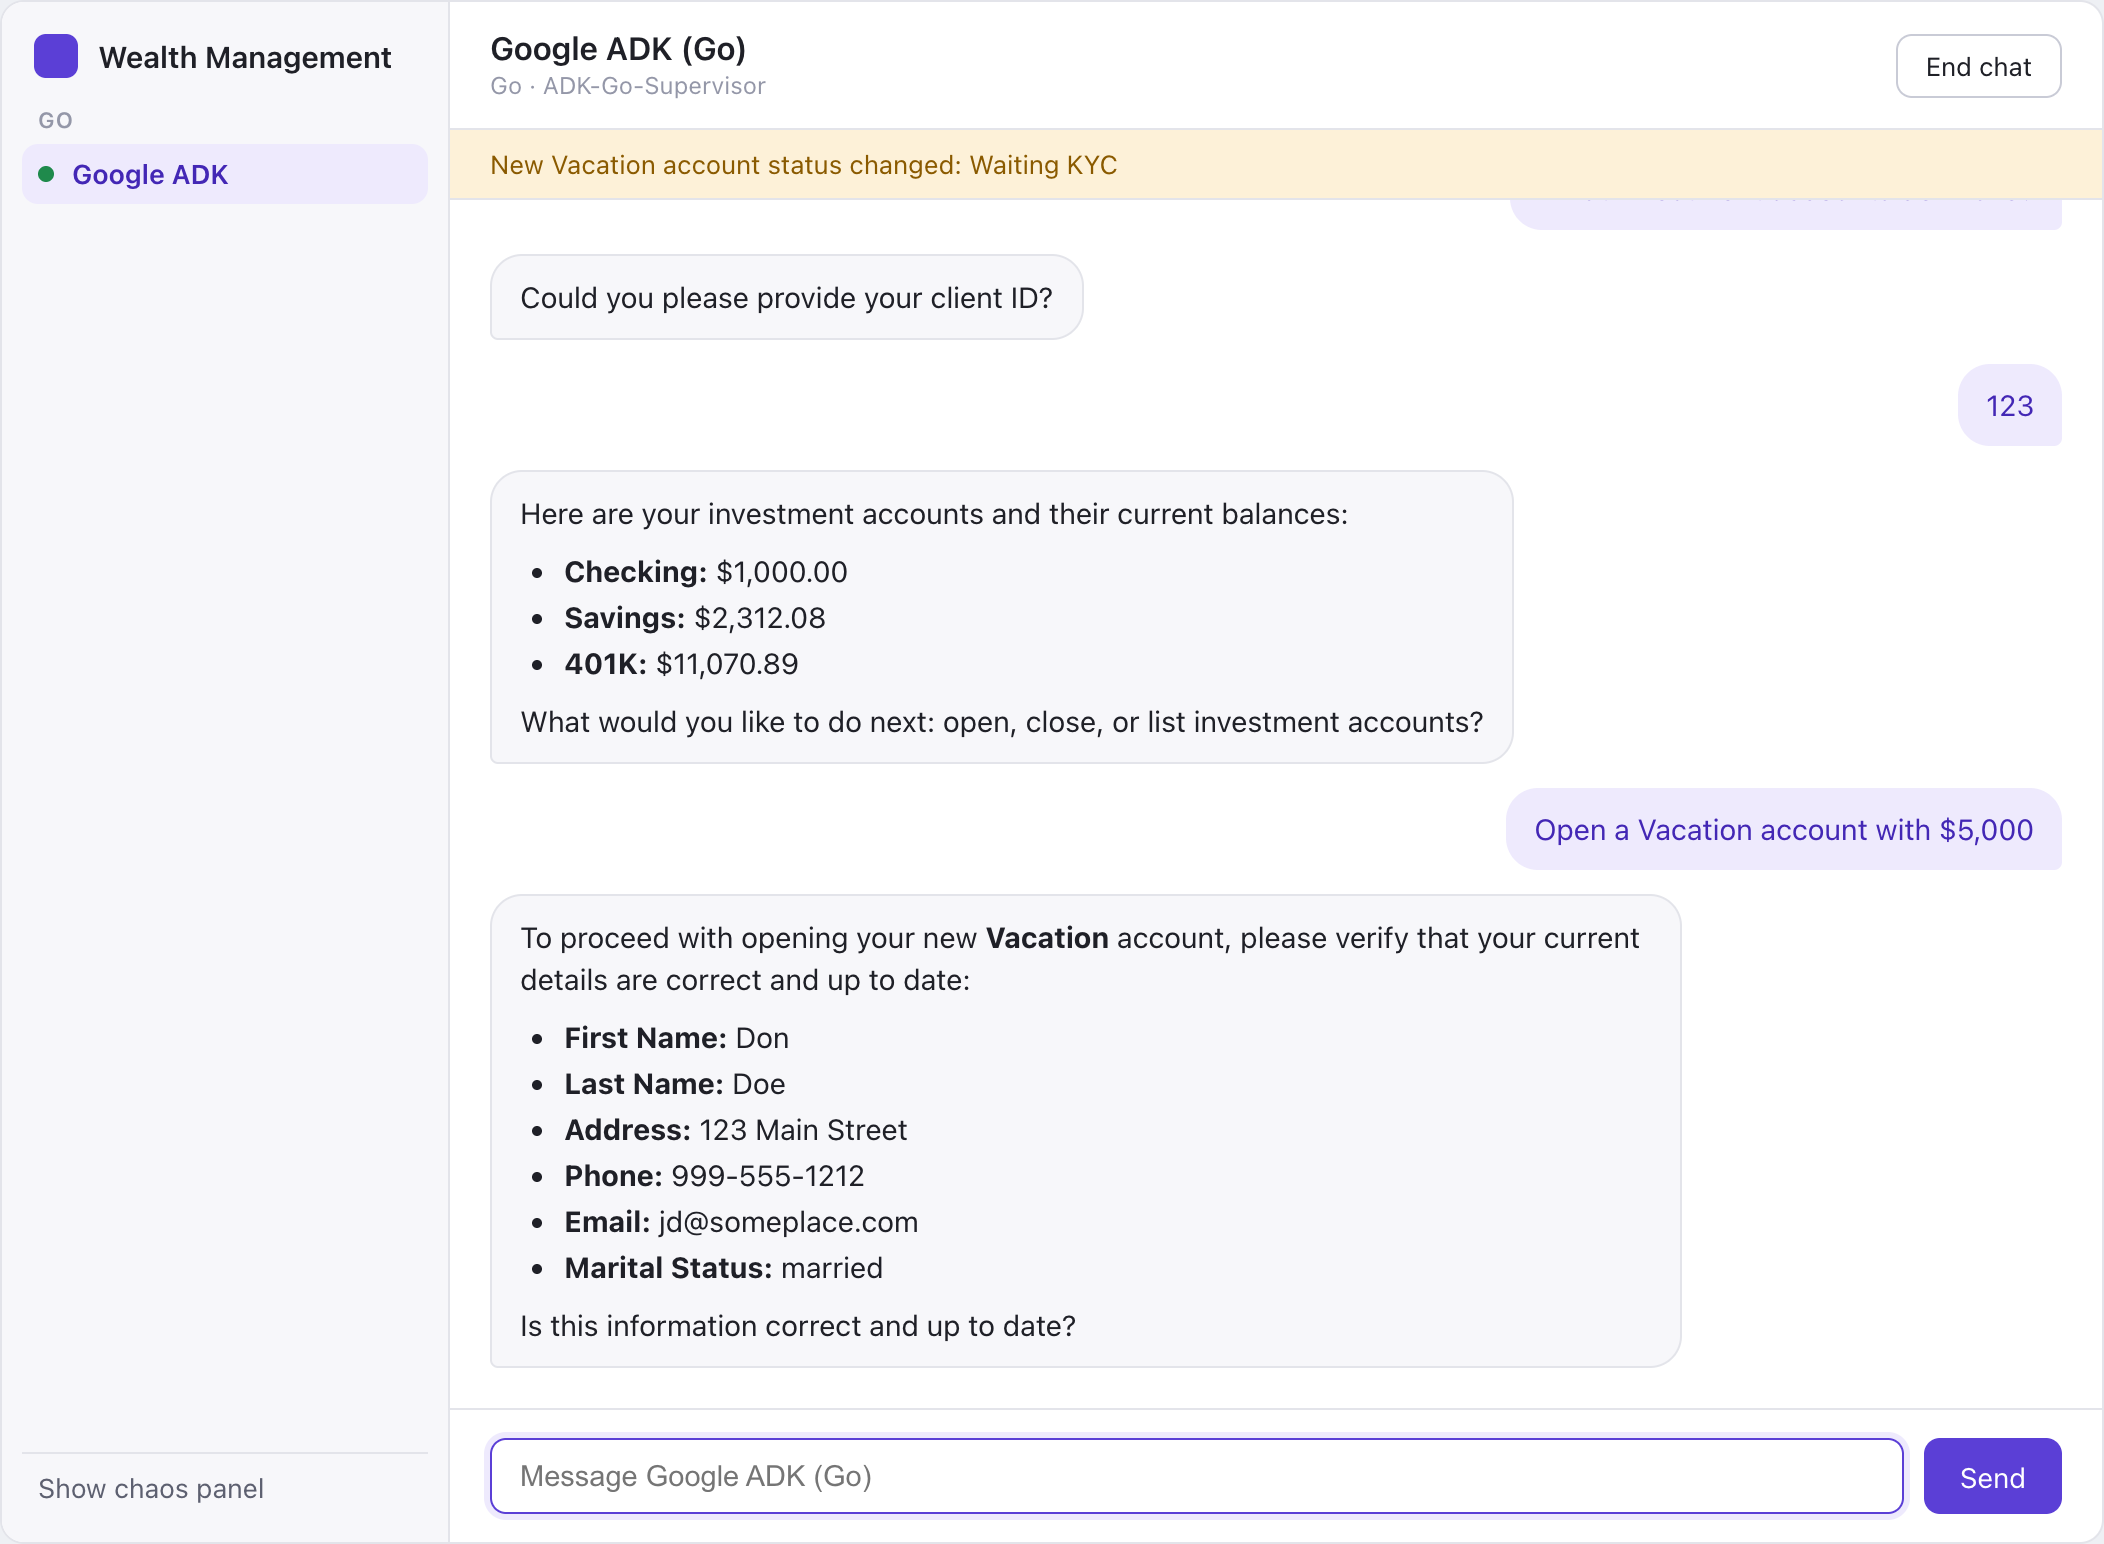 Wealth Management
GO
Google ADK
Show chaos panel
Google ADK (Go)
Go · ADK-Go-Supervisor
End chat
New Vacation account status changed: Waiting KYC
Could you please provide your client ID?
123
Here are your investment accounts and their current balances:
• Checking: $1,000.00
• Savings: $2,312.08
• 401K: $11,070.89
What would you like to do next: open, close, or list investment accounts?
Open a Vacation account with $5,000
To proceed with opening your new Vacation account, please verify that your current
details are correct and up to date:
• First Name: Don
• Last Name: Doe
• Address: 123 Main Street
• Phone: 999-555-1212
• Email: jd@someplace.com
• Marital Status: married
Is this information correct and up to date?
Message Google ADK (Go)
Send